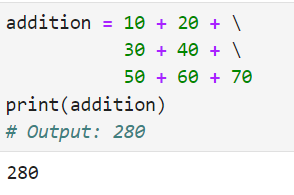 addition = 10 + 20 + \
           30 + 40 + \
           50 + 60 + 70
print(addition)
# Output: 280
280